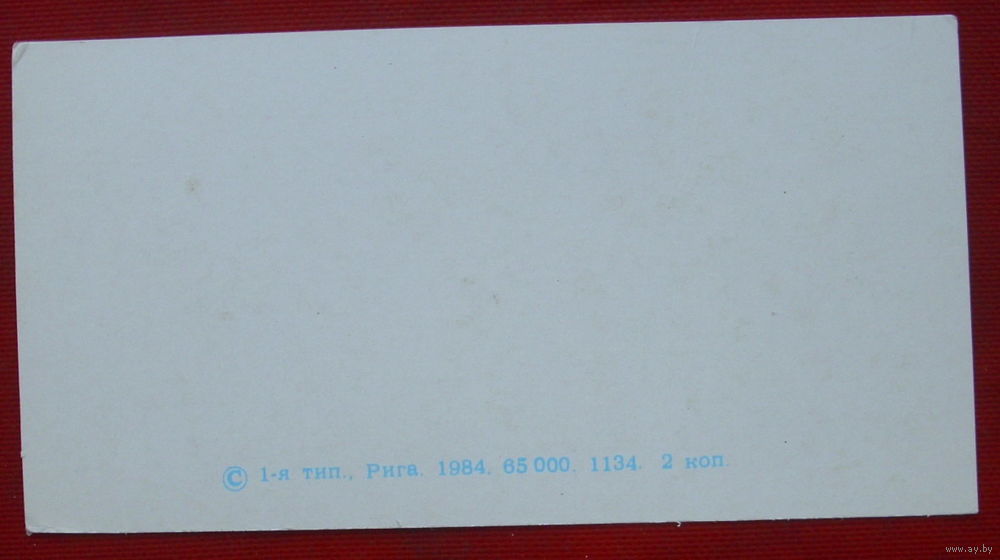 © 1-я тип., Рига. 1984. 65 000. 1134. 2 коп.
www.ay.by